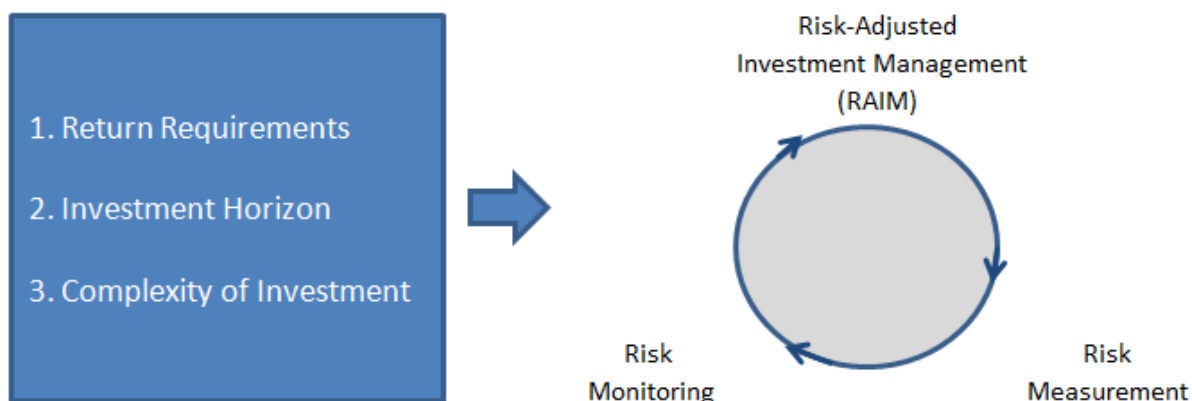 1. Return Requirements
2. Investment Horizon
3. Complexity of Investment
Risk-Adjusted
Investment Management
(RAIM)
Risk
Measurement
Risk
Monitoring